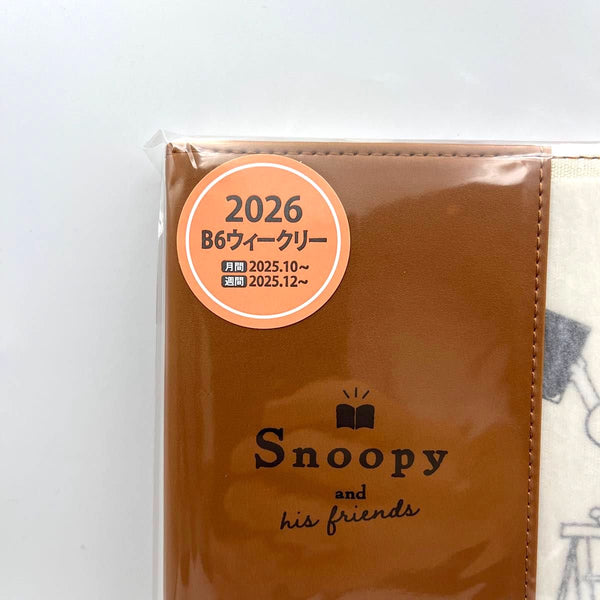 2026
B6ウィークリー
月間 2025.10~
週間 2025.12~
Snoopy
and
his friends